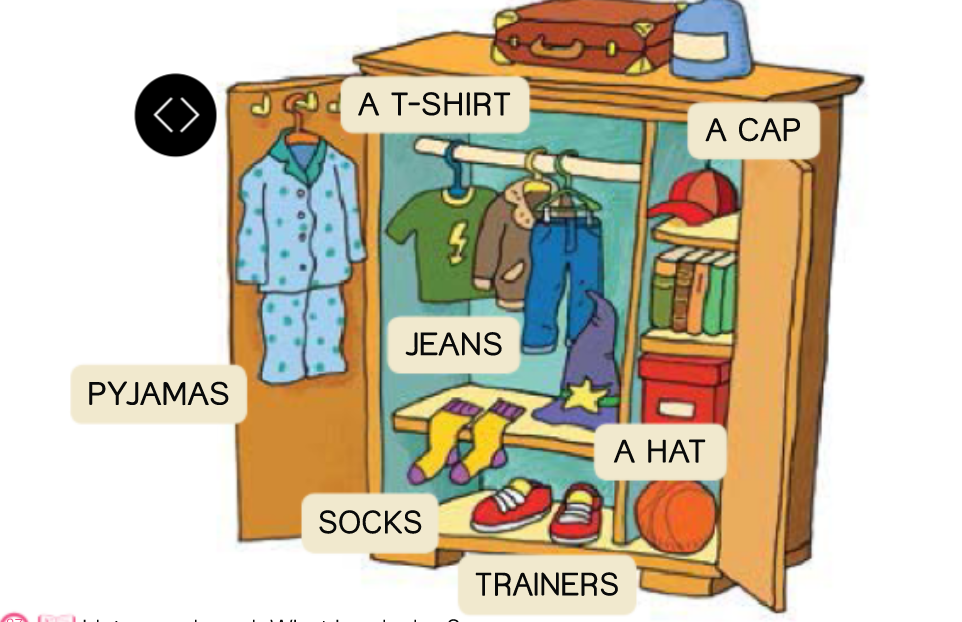 A T-SHIRT
A CAP
JEANS
PYJAMAS
A HAT
SOCKS
TRAINERS